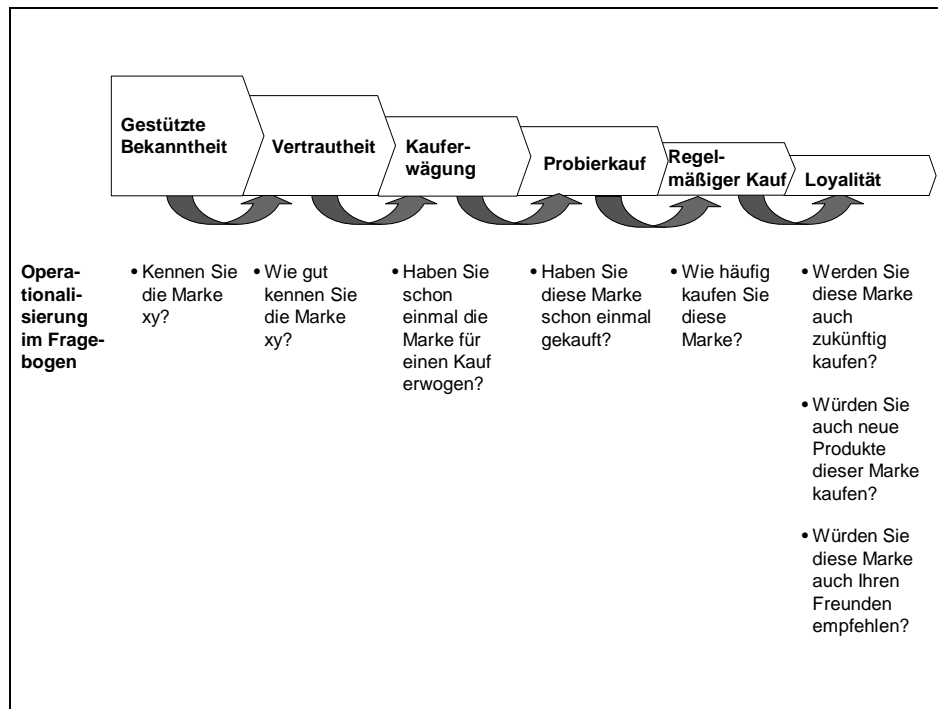 Gestützte
Bekanntheit
Vertrautheit
Kaufer-
wägung
Probierkauf
Regel-
mäßiger Kauf
Loyalität
Opera-
tionali-
sierung
im Frage-
bogen
• Kennen Sie
die Marke
xy?
• Wie gut
kennen Sie
die Marke
xy?
• Haben Sie
schon
einmal die
Marke für
einen Kauf
erwogen?
• Haben Sie
diese Marke
schon einmal
gekauft?
• Wie häufig
kaufen Sie
diese
Marke?
• Werden Sie
diese Marke
auch
zukünftig
kaufen?
• Würden Sie
auch neue
Produkte
dieser Marke
kaufen?
• Würden Sie
diese Marke
auch Ihren
Freunden
empfehlen?